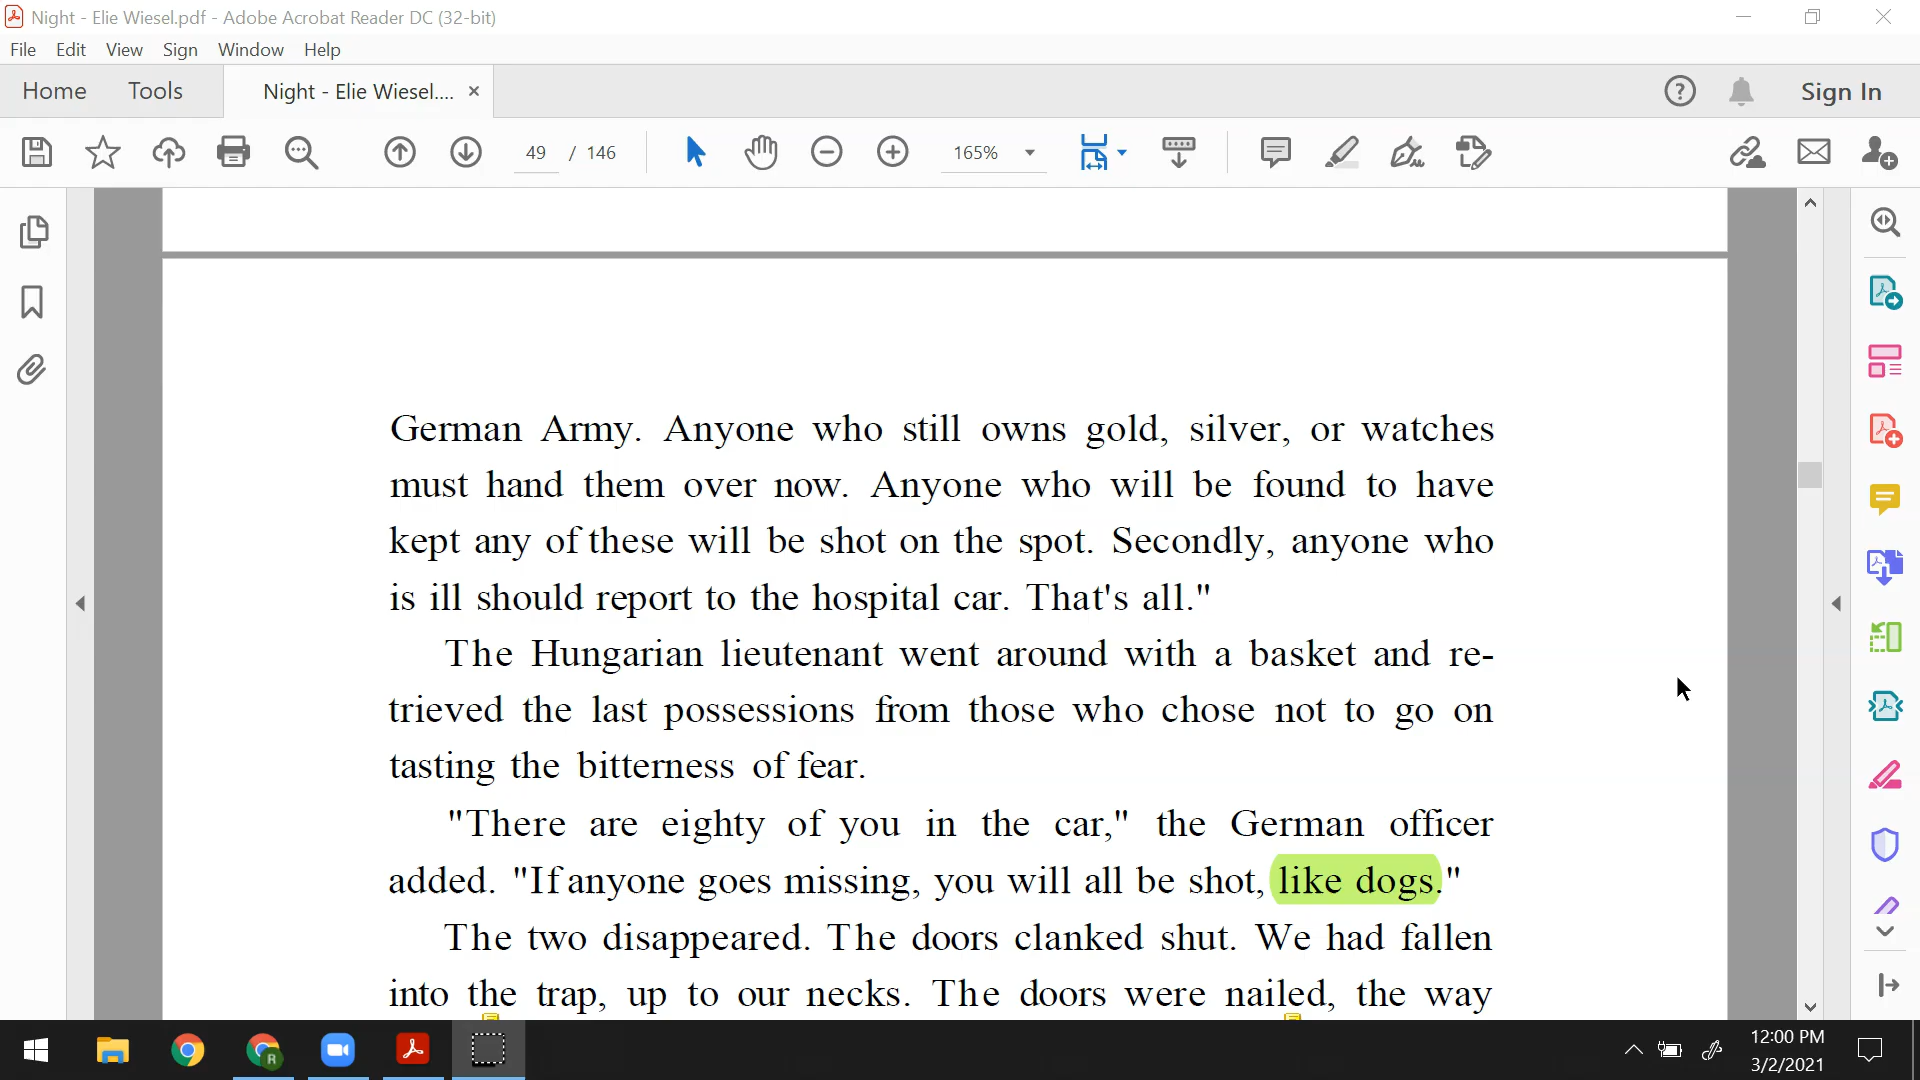 Night - Elie Wiesel.pdf - Adobe Acrobat Reader DC (32-bit)
File Edit View Sign Window Help
Home Tools Night - Elie Wiesel.... × Sign In
49 / 146 165%
German Army. Anyone who still owns gold, silver, or watches
must hand them over now. Anyone who will be found to have
kept any of these will be shot on the spot. Secondly, anyone who
is ill should report to the hospital car. That's all."
The Hungarian lieutenant went around with a basket and re-
trieved the last possessions from those who chose not to go on
tasting the bitterness of fear.
"There are eighty of you in the car," the German officer
added. "If anyone goes missing, you will all be shot, like dogs."
The two disappeared. The doors clanked shut. We had fallen
into the trap, up to our necks. The doors were nailed, the way
R
12:00 PM
3/2/2021